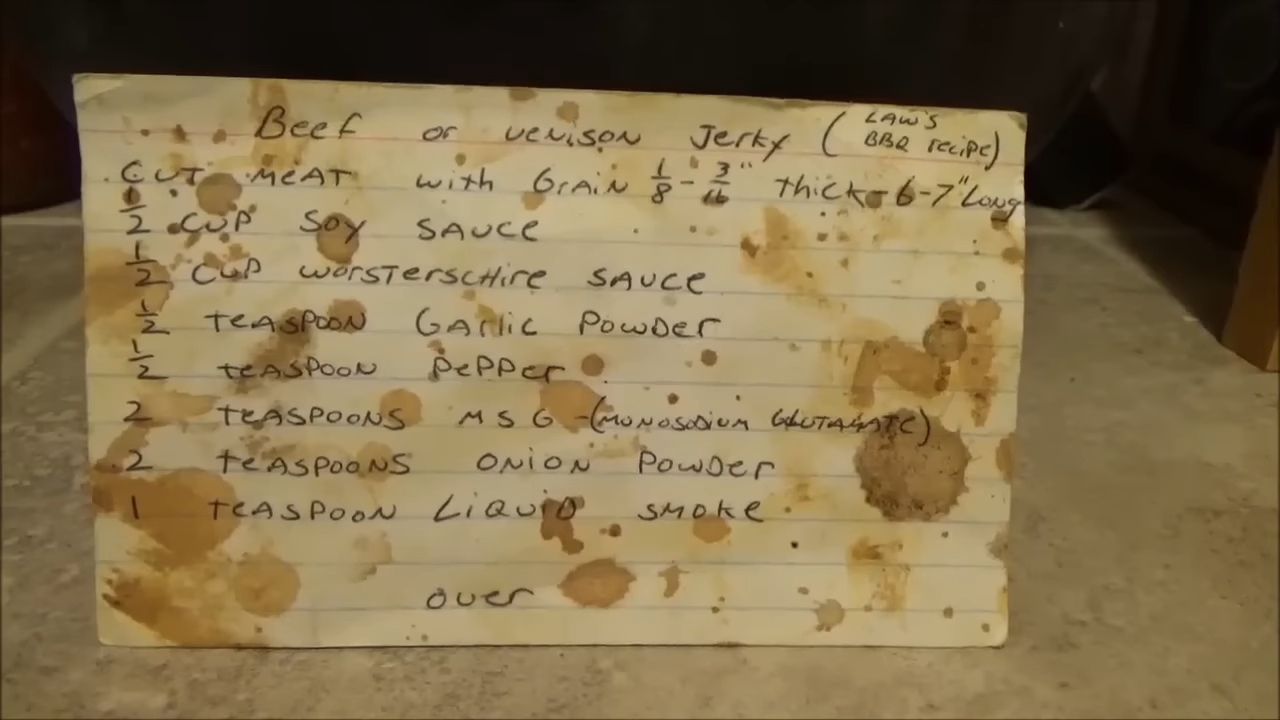 Beef or venison Jerky (LAW'S BBQ recipe)
CUT MEAT with Grain 1/8 - 3/16" thick - 6-7" Long
1/2 CUP SOY SAUCE
1/2 CUP WORSTERSCHIRE SAUCE
1/2 TEASPOON GARLIC POWDER
1/2 TEASPOON PEPPER
2 TEASPOONS MSG - (MONOSODIUM GLUTAMATE)
2 TEASPOONS ONION POWDER
1 TEASPOON LIQUID SMOKE
over